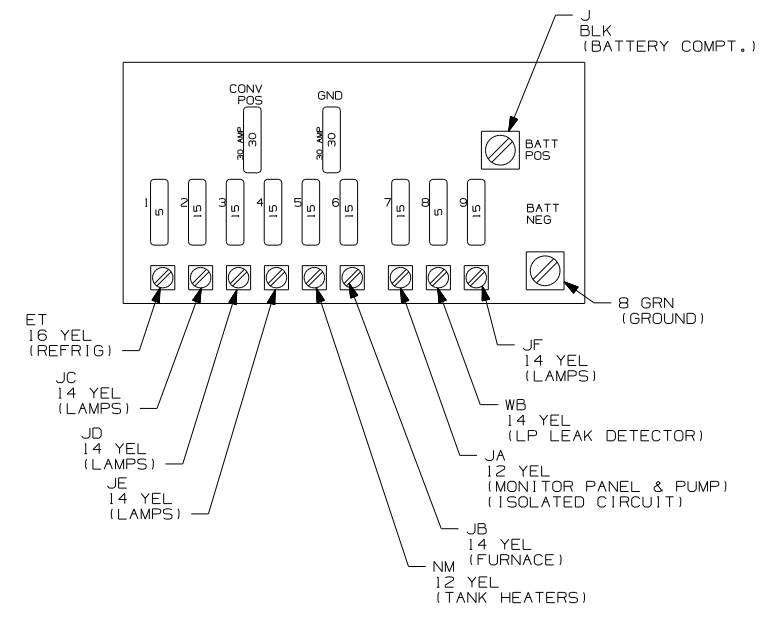 J
BLK
(BATTERY COMPT.)
CONV
POS
GND
30 AMP
30
30 AMP
30
BATT
POS
1
5
2
15
3
15
4
15
5
15
6
15
7
15
8
5
9
15
BATT
NEG
8 GRN
(GROUND)
ET
16 YEL
(REFRIG)
JC
14 YEL
(LAMPS)
JD
14 YEL
(LAMPS)
JE
14 YEL
(LAMPS)
JF
14 YEL
(LAMPS)
WB
14 YEL
(LP LEAK DETECTOR)
JA
12 YEL
(MONITOR PANEL & PUMP)
(ISOLATED CIRCUIT)
JB
14 YEL
(FURNACE)
NM
12 YEL
(TANK HEATERS)